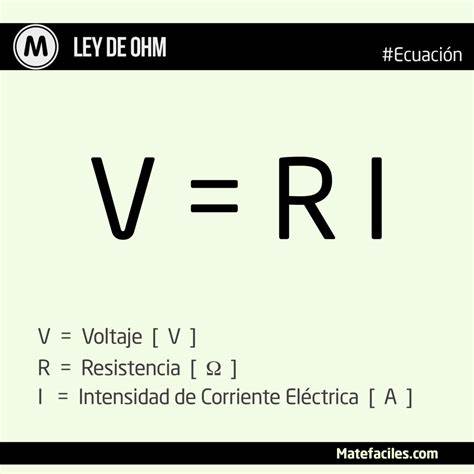 M LEY DE OHM
#Ecuación
V = R I
V = Voltaje [ V ]
R = Resistencia [ Ω ]
I = Intensidad de Corriente Eléctrica [ A ]
Matefaciles.com